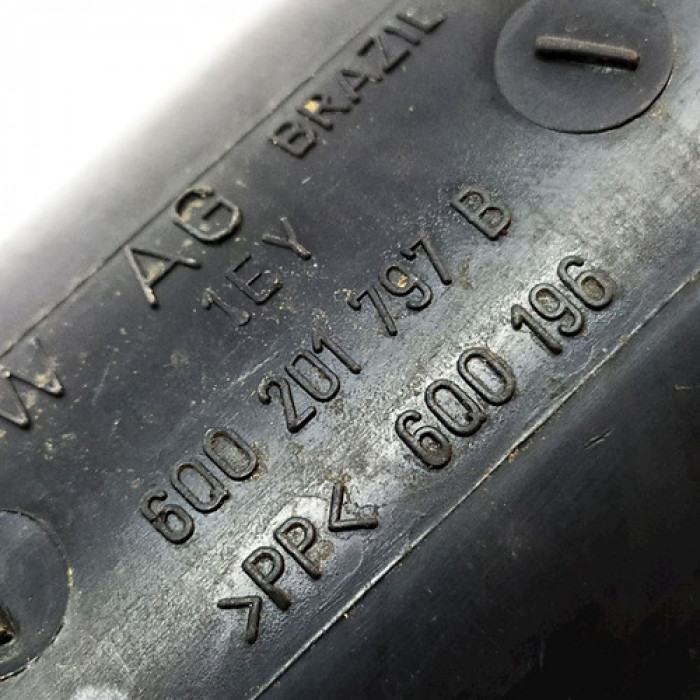 W AG BRAZIL
1EY
6Q0 201 797 B
>PP< 6Q0 196